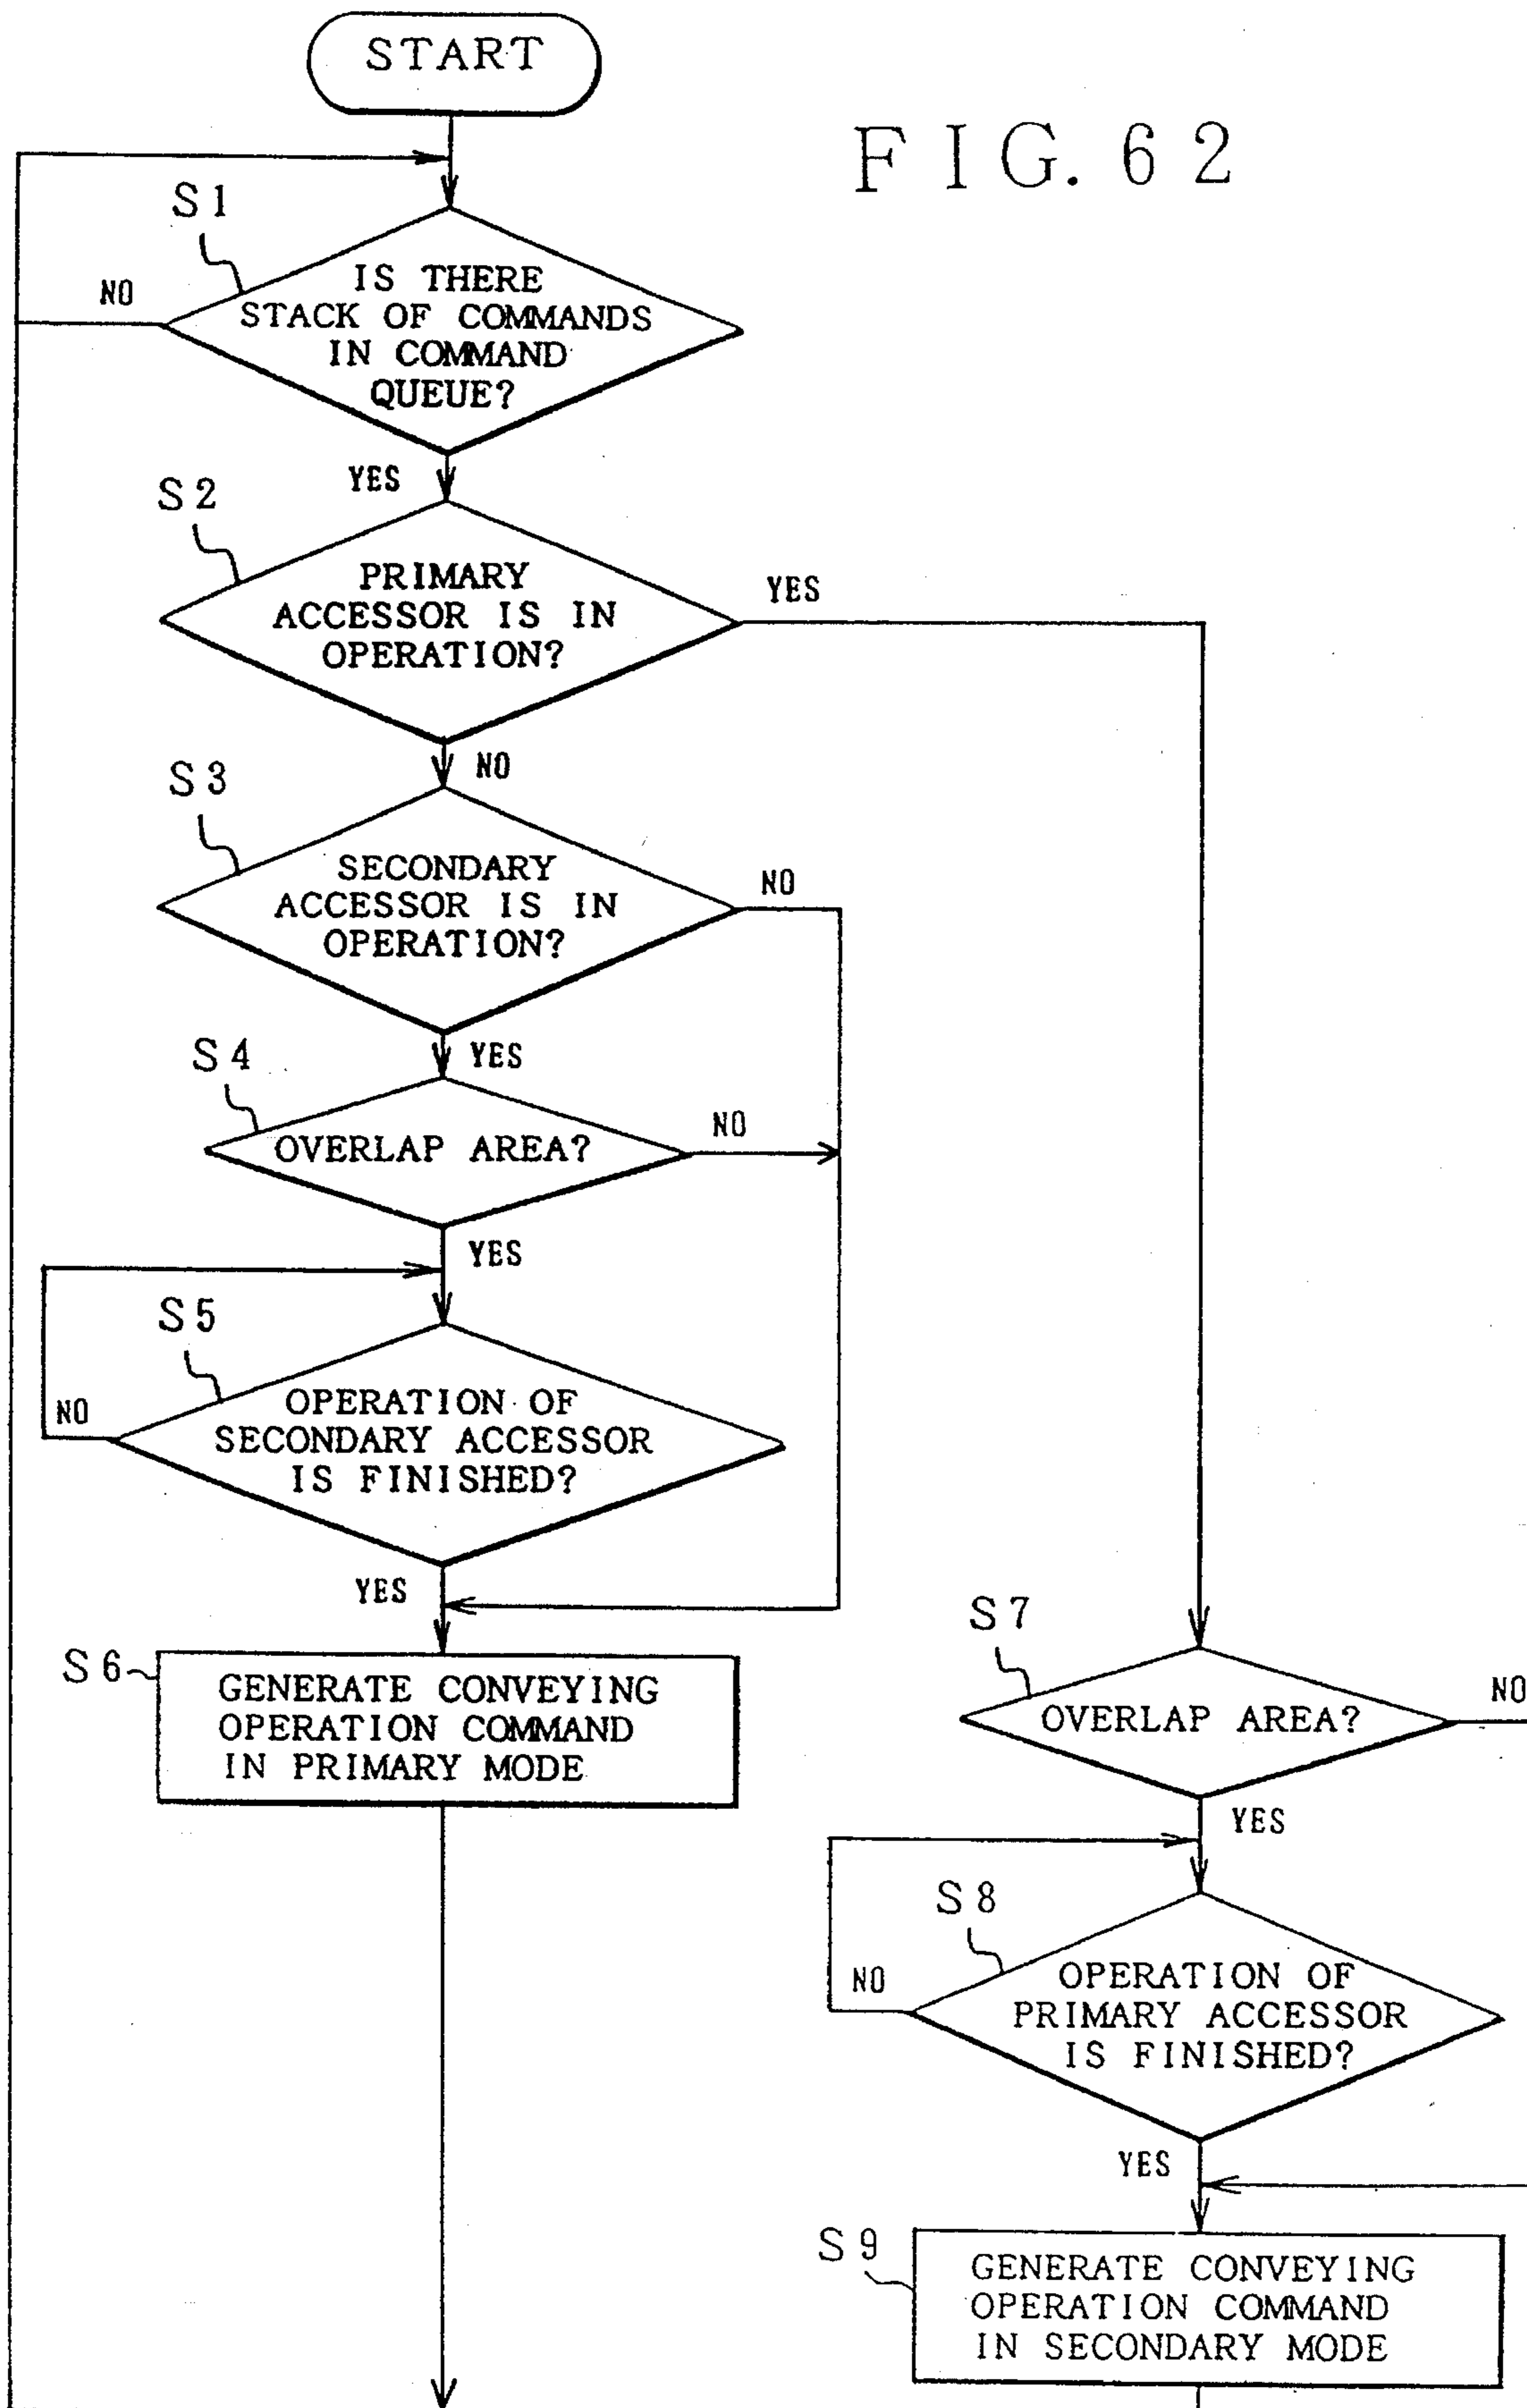 START
FIG. 62
S1
IS THERE
STACK OF COMMANDS
IN COMMAND
QUEUE?
NO
YES
S2
PRIMARY
ACCESSOR IS IN
OPERATION?
YES
NO
S3
SECONDARY
ACCESSOR IS IN
OPERATION?
NO
YES
S4
OVERLAP AREA?
NO
YES
S5
OPERATION OF
SECONDARY ACCESSOR
IS FINISHED?
NO
YES
S6
GENERATE CONVEYING
OPERATION COMMAND
IN PRIMARY MODE
S7
OVERLAP AREA?
NO
YES
S8
OPERATION OF
PRIMARY ACCESSOR
IS FINISHED?
NO
YES
S9
GENERATE CONVEYING
OPERATION COMMAND
IN SECONDARY MODE